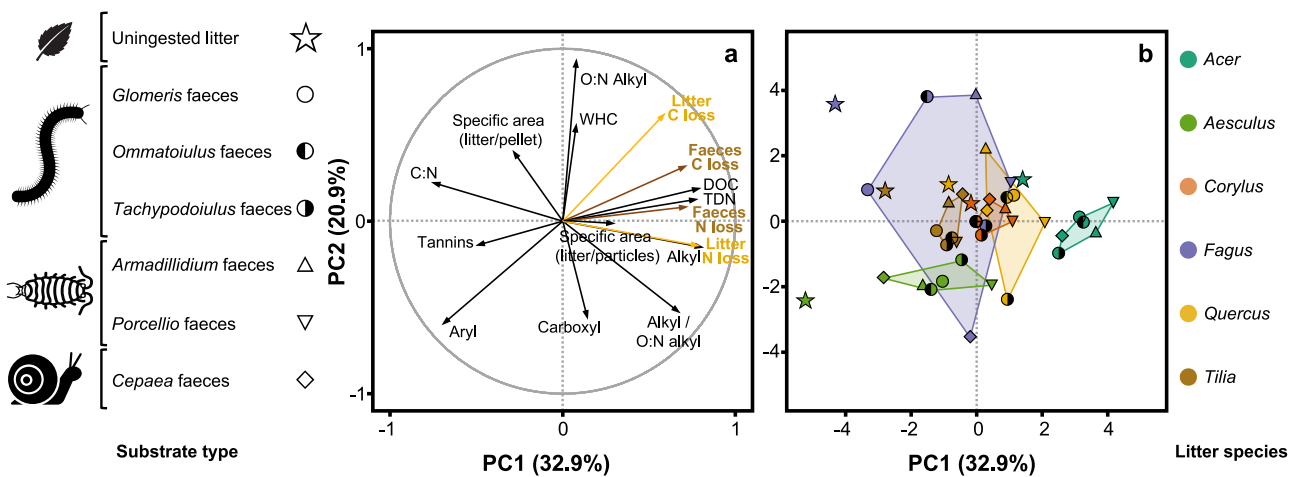 Uningested litter
Glomeris faeces
Ommatoiulus faeces
Tachypodoiulus faeces
Armadillidium faeces
Porcellio faeces
Cepaea faeces
Substrate type
a
1
0
-1
PC2 (20.9%)
O:N Alkyl
WHC
Specific area
(litter/pellet)
C:N
Tannins
Aryl
Carboxyl
Alkyl /
O:N alkyl
Litter
C loss
Faeces
C loss
DOC
TDN
Faeces
N loss
Specific area
(litter/particles)
Alkyl
Litter
N loss
-1
0
1
PC1 (32.9%)
b
4
2
0
-2
-4
-4
-2
0
2
4
PC1 (32.9%)
Acer
Aesculus
Corylus
Fagus
Quercus
Tilia
Litter species